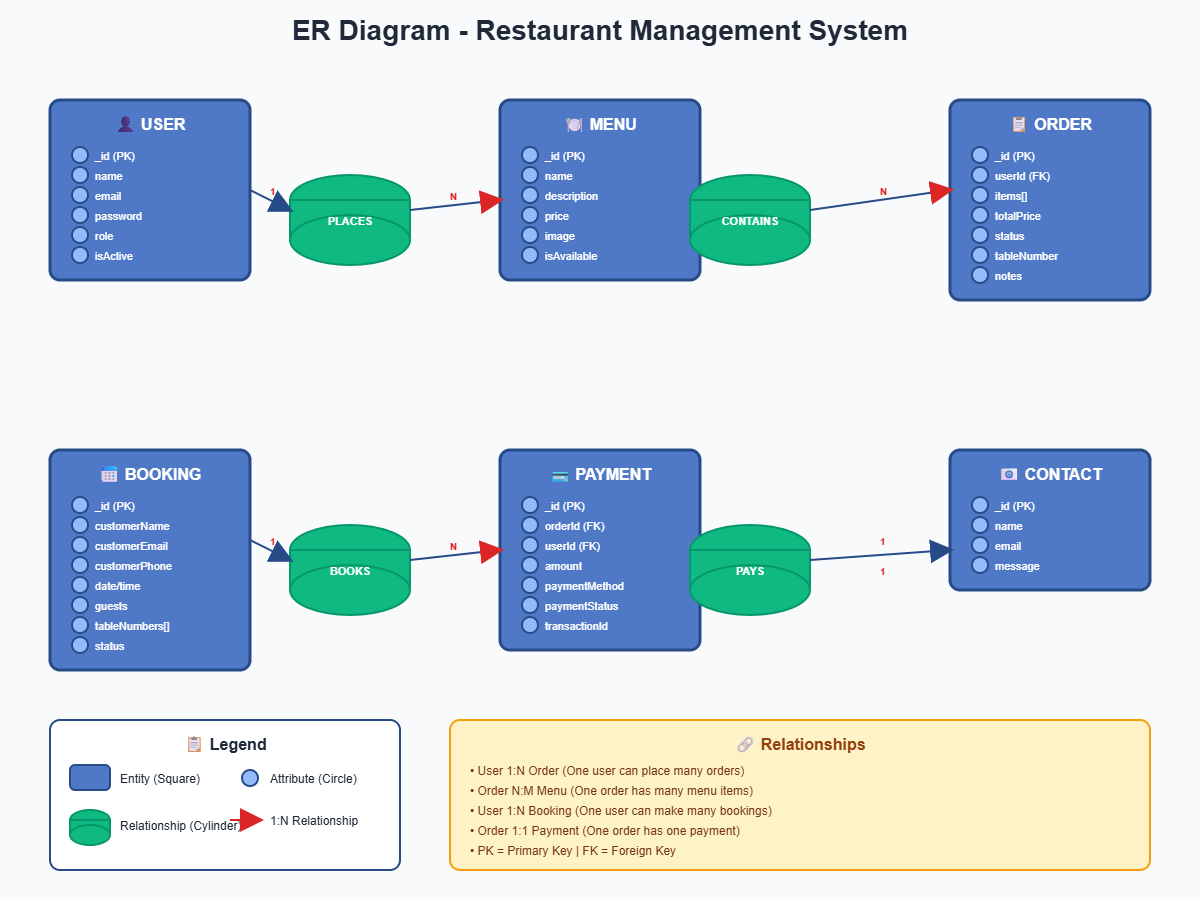 ER Diagram - Restaurant Management System
USER
_id (PK)
name
email
password
role
isActive
1
PLACES
N
MENU
_id (PK)
name
description
price
image
isAvailable
CONTAINS
N
ORDER
_id (PK)
userId (FK)
items[]
totalPrice
status
tableNumber
notes
BOOKING
_id (PK)
customerName
customerEmail
customerPhone
date/time
guests
tableNumbers[]
status
1
BOOKS
N
PAYMENT
_id (PK)
orderId (FK)
userId (FK)
amount
paymentMethod
paymentStatus
transactionId
PAYS
1
1
CONTACT
_id (PK)
name
email
message
Legend
Entity (Square)
Attribute (Circle)
Relationship (Cylinder)
1:N Relationship
Relationships
• User 1:N Order (One user can place many orders)
• Order N:M Menu (One order has many menu items)
• User 1:N Booking (One user can make many bookings)
• Order 1:1 Payment (One order has one payment)
• PK = Primary Key | FK = Foreign Key